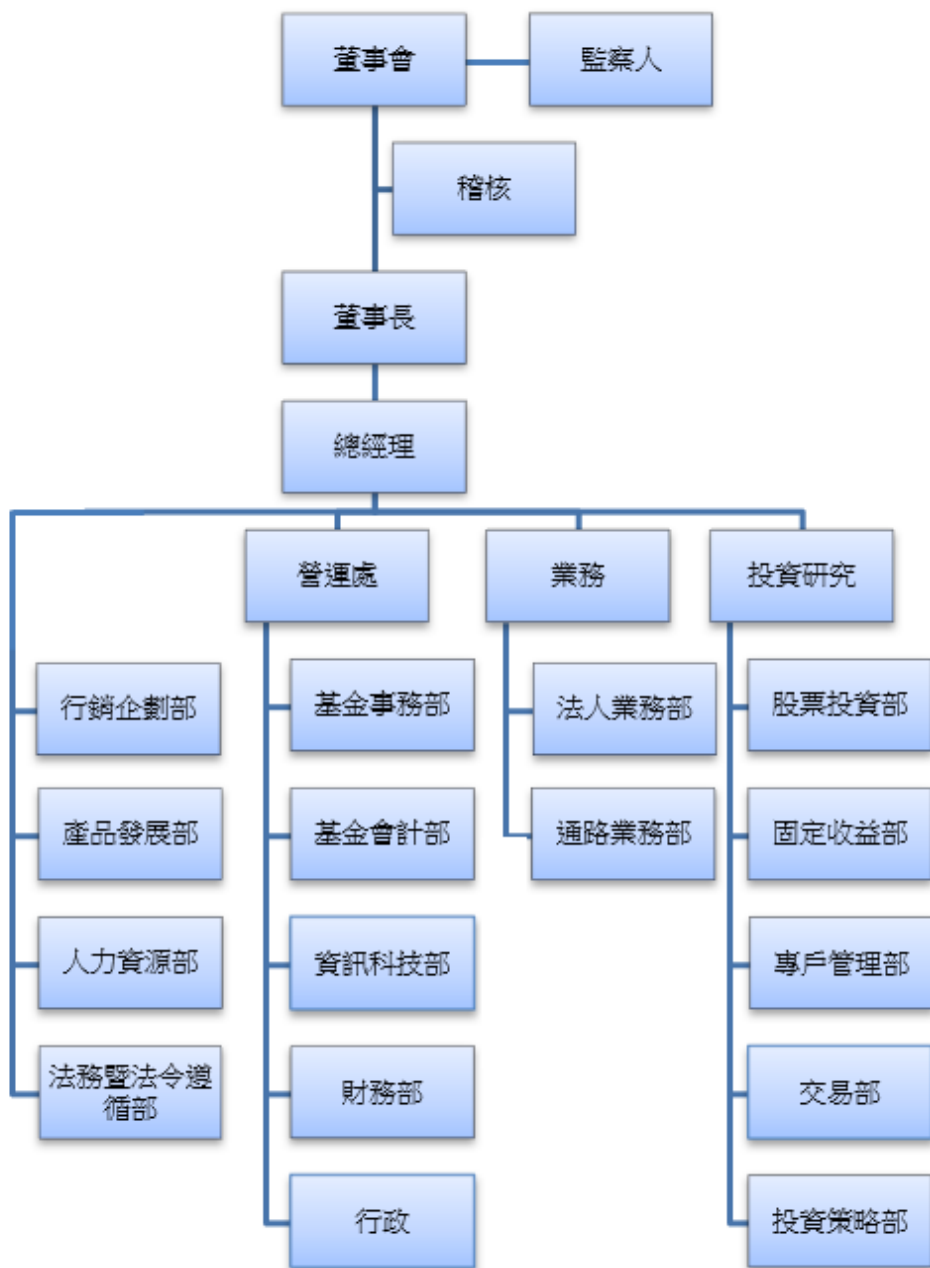 董事會
監察人
稽核
董事長
總經理
營運處
業務
投資研究
行銷企劃部
基金事務部
法人業務部
股票投資部
產品發展部
基金會計部
通路業務部
固定收益部
人力資源部
資訊科技部
專戶管理部
法務暨法令遵
循部
財務部
交易部
行政
投資策略部